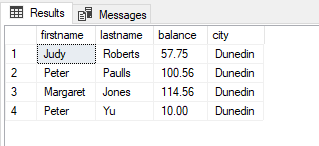 Results Messages
firstname lastname balance city
1 Judy Roberts 57.75 Dunedin
2 Peter Paulls 100.56 Dunedin
3 Margaret Jones 114.56 Dunedin
4 Peter Yu 10.00 Dunedin